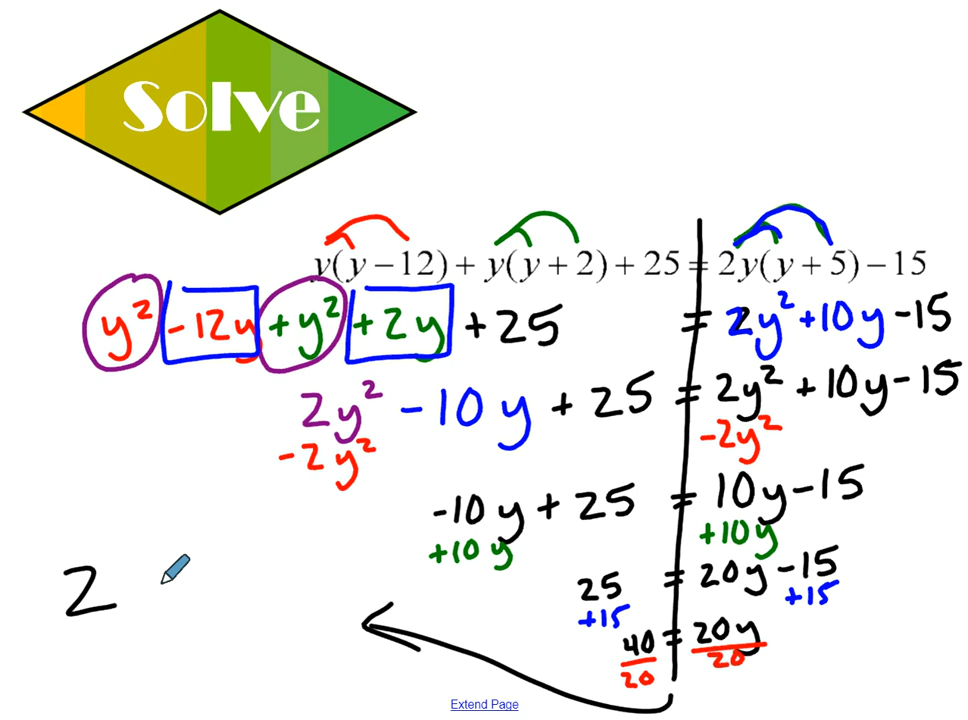 Solve
y(y − 12) + y(y + 2) + 25 = 2y(y + 5) − 15
y² -12y +y² +2y +25 = 2y² +10y -15
2y² -10y + 25 = 2y² +10y -15
-2y² -2y²
-10y + 25 = 10y -15
+10y +10y
25 = 20y -15
+15 +15
40 = 20y
20 20
2
Extend Page